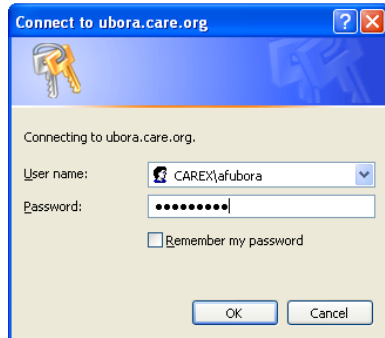 Connect to ubora.care.org
Connecting to ubora.care.org.
User name:
CAREX\afubora
Password:
●●●●●●●●●
Remember my password
OK
Cancel